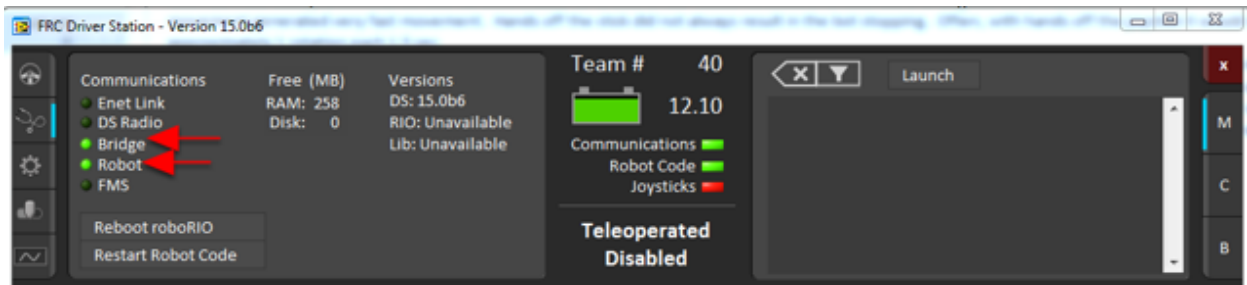 FRC Driver Station - Version 15.0b6
Communications
Enet Link
DS Radio
Bridge
Robot
FMS
Reboot roboRIO
Restart Robot Code
Free (MB)
RAM: 258
Disk: 0
Versions
DS: 15.0b6
RIO: Unavailable
Lib: Unavailable
Team # 40
12.10
Communications
Robot Code
Joysticks
Teleoperated
Disabled
X
Launch
x
M
C
B